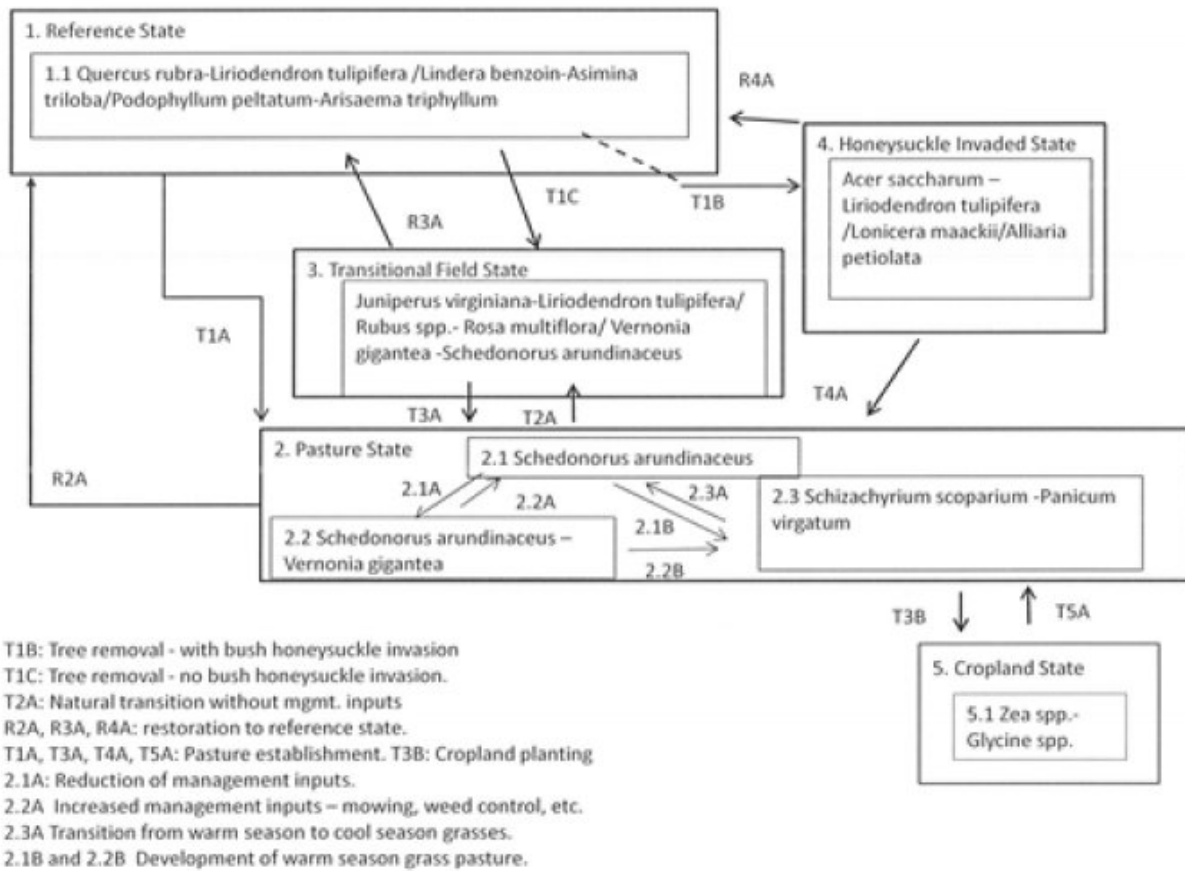 1. Reference State
1.1 Quercus rubra-Liriodendron tulipifera /Lindera benzoin-Asimina
triloba/Podophyllum peltatum-Arisaema triphyllum
R4A
4. Honeysuckle Invaded State
Acer saccharum –
Liriodendron tulipifera
/Lonicera maackii/Alliaria
petiolata
T1C
T1B
R3A
3. Transitional Field State
Juniperus virginiana-Liriodendron tulipifera/
Rubus spp.- Rosa multiflora/ Vernonia
gigantea -Schedonorus arundinaceus
T1A
T3A
T2A
T4A
R2A
2. Pasture State
2.1 Schedonorus arundinaceus
2.1A
2.2A
2.3A
2.1B
2.2B
2.3 Schizachyrium scoparium -Panicum
virgatum
2.2 Schedonorus arundinaceus –
Vernonia gigantea
T3B
T5A
5. Cropland State
5.1 Zea spp.-
Glycine spp.
T1B: Tree removal - with bush honeysuckle invasion
T1C: Tree removal - no bush honeysuckle invasion.
T2A: Natural transition without mgmt. inputs
R2A, R3A, R4A: restoration to reference state.
T1A, T3A, T4A, T5A: Pasture establishment. T3B: Cropland planting
2.1A: Reduction of management inputs.
2.2A  Increased management inputs – mowing, weed control, etc.
2.3A Transition from warm season to cool season grasses.
2.1B and 2.2B  Development of warm season grass pasture.